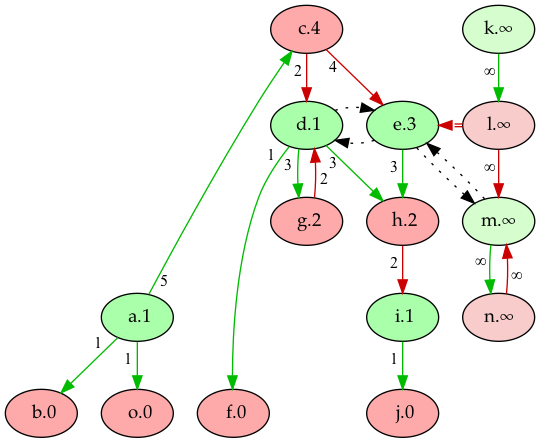 c.4 k.∞
2 4 ∞
d.1 e.3 l.∞
1 3 3 3 ∞
2
g.2 h.2 m.∞
5 2 ∞ ∞
a.1 i.1 n.∞
1 1 1
b.0 o.0 f.0 j.0